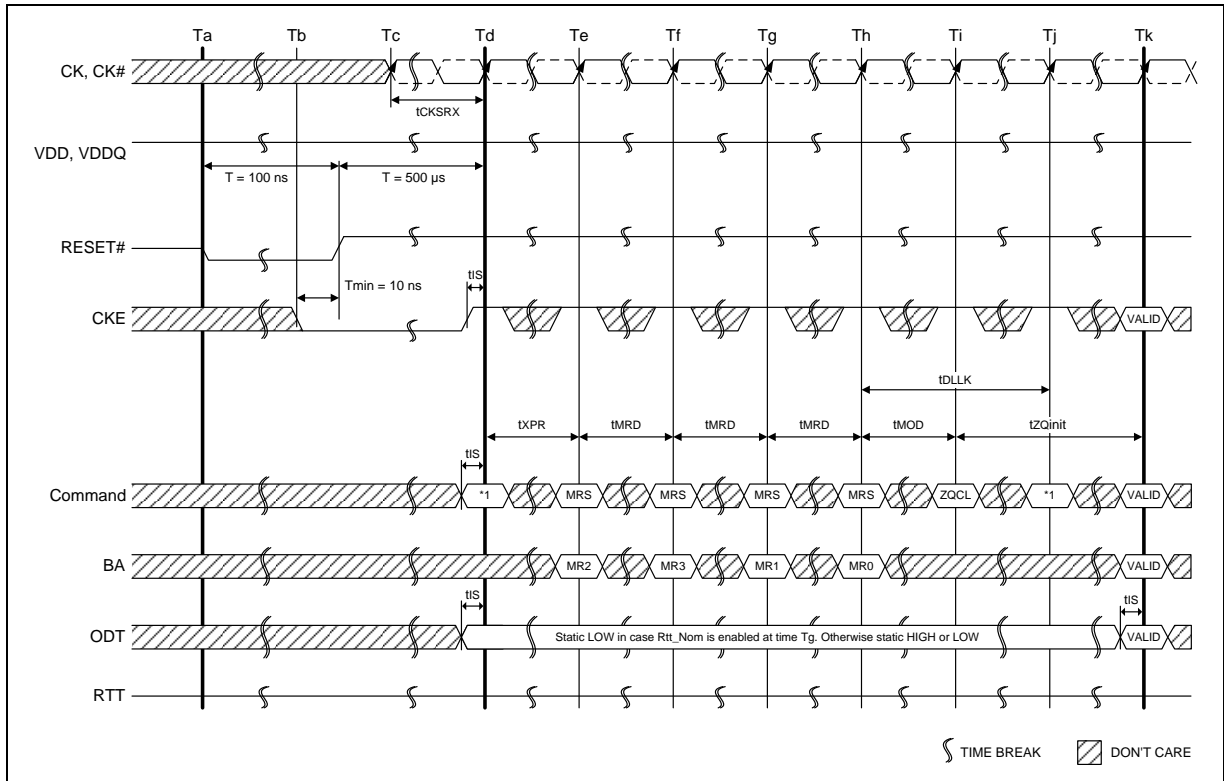 Ta Tb Tc Td Te Tf Tg Th Ti Tj Tk
CK, CK#
tCKSRX
VDD, VDDQ
T = 100 ns T = 500 µs
RESET#
Tmin = 10 ns
tIS
CKE
VALID
tDLLK
tXPR tMRD tMRD tMRD tMOD tZQinit
tIS
Command *1 MRS MRS MRS MRS ZQCL *1 VALID
BA MR2 MR3 MR1 MR0 VALID
tIS tIS
ODT Static LOW in case Rtt_Nom is enabled at time Tg. Otherwise static HIGH or LOW VALID
RTT
TIME BREAK DON'T CARE